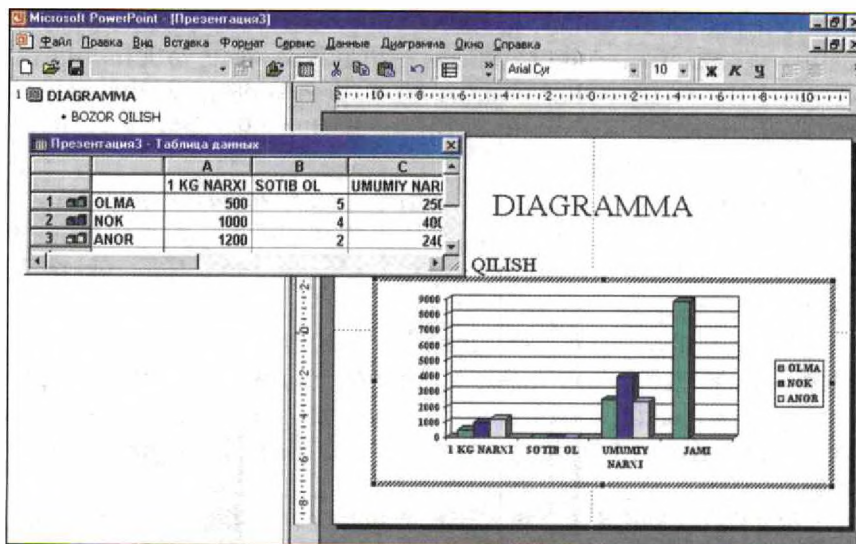 Microsoft PowerPoint - [Презентация3]
Файл Правка Вид Вставка Формат Сервис Данные Диаграмма Окно Справка
Arial Cyr 10 Ж К Ч
1 DIAGRAMMA
• BOZOR QILISH
Презентация3 - Таблица данных
A B C
1 KG NARXI SOTIB OL UMUMIY NARX
1 OLMA 500 5 250
2 NOK 1000 4 400
3 ANOR 1200 2 240
DIAGRAMMA
QILISH
9000
8000
7000
6000
5000
4000
3000
2000
1000
0
1 KG NARXI SOTIB OL UMUMIY NARXI JAMI
OLMA
NOK
ANOR